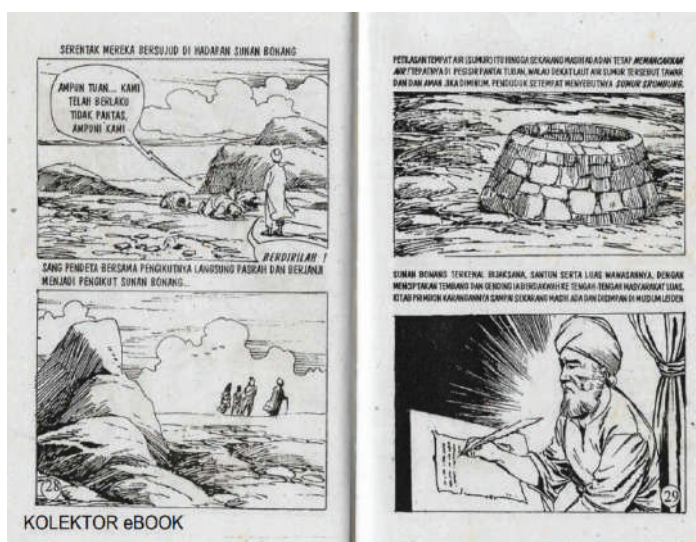 SERENTAK MEREKA BERSUJUD DI HADAPAN SUNAN BONANG
AMPUN TUAN... KAMI
TELAH BERLAKU
TIDAK PANTAS,
AMPUNI KAMI
BERDIRILAH !
SANG PENDETA BERSAMA PENGIKUTNYA LANGSUNG PASRAH DAN BERJANJI
MENJADI PENGIKUT SUNAN BONANG...
28
KOLEKTOR eBOOK
PETILASAN TEMPAT AIR (SUMUR) ITU HINGGA SEKARANG MASIH ADA DAN TETAP MEMANCARKAN
AIR! TEPATNYA DI PESISIR PANTAI TUBAN, WALAU DEKAT LAUT AIR SUMUR TERSEBUT TAWAR
DAN DAN AMAN JIKA DIMINUM. PENDUDUK SETEMPAT MENYEBUTNYA SUMUR SRUMBUNG.
SUNAN BONANG TERKENAL BIJAKSANA, SANTUN SERTA LUAS WAWASANNYA. DENGAN
MENCIPTAKAN TEMBANG DAN GENDING IA BERDAKWAH KE TENGAH-TENGAH MASYARAKAT LUAS.
KITAB PRIMBON KARANGANNYA SAMPAI SEKARANG MASIH ADA DAN DISIMPAN DI MUSIUM LEIDEN
29